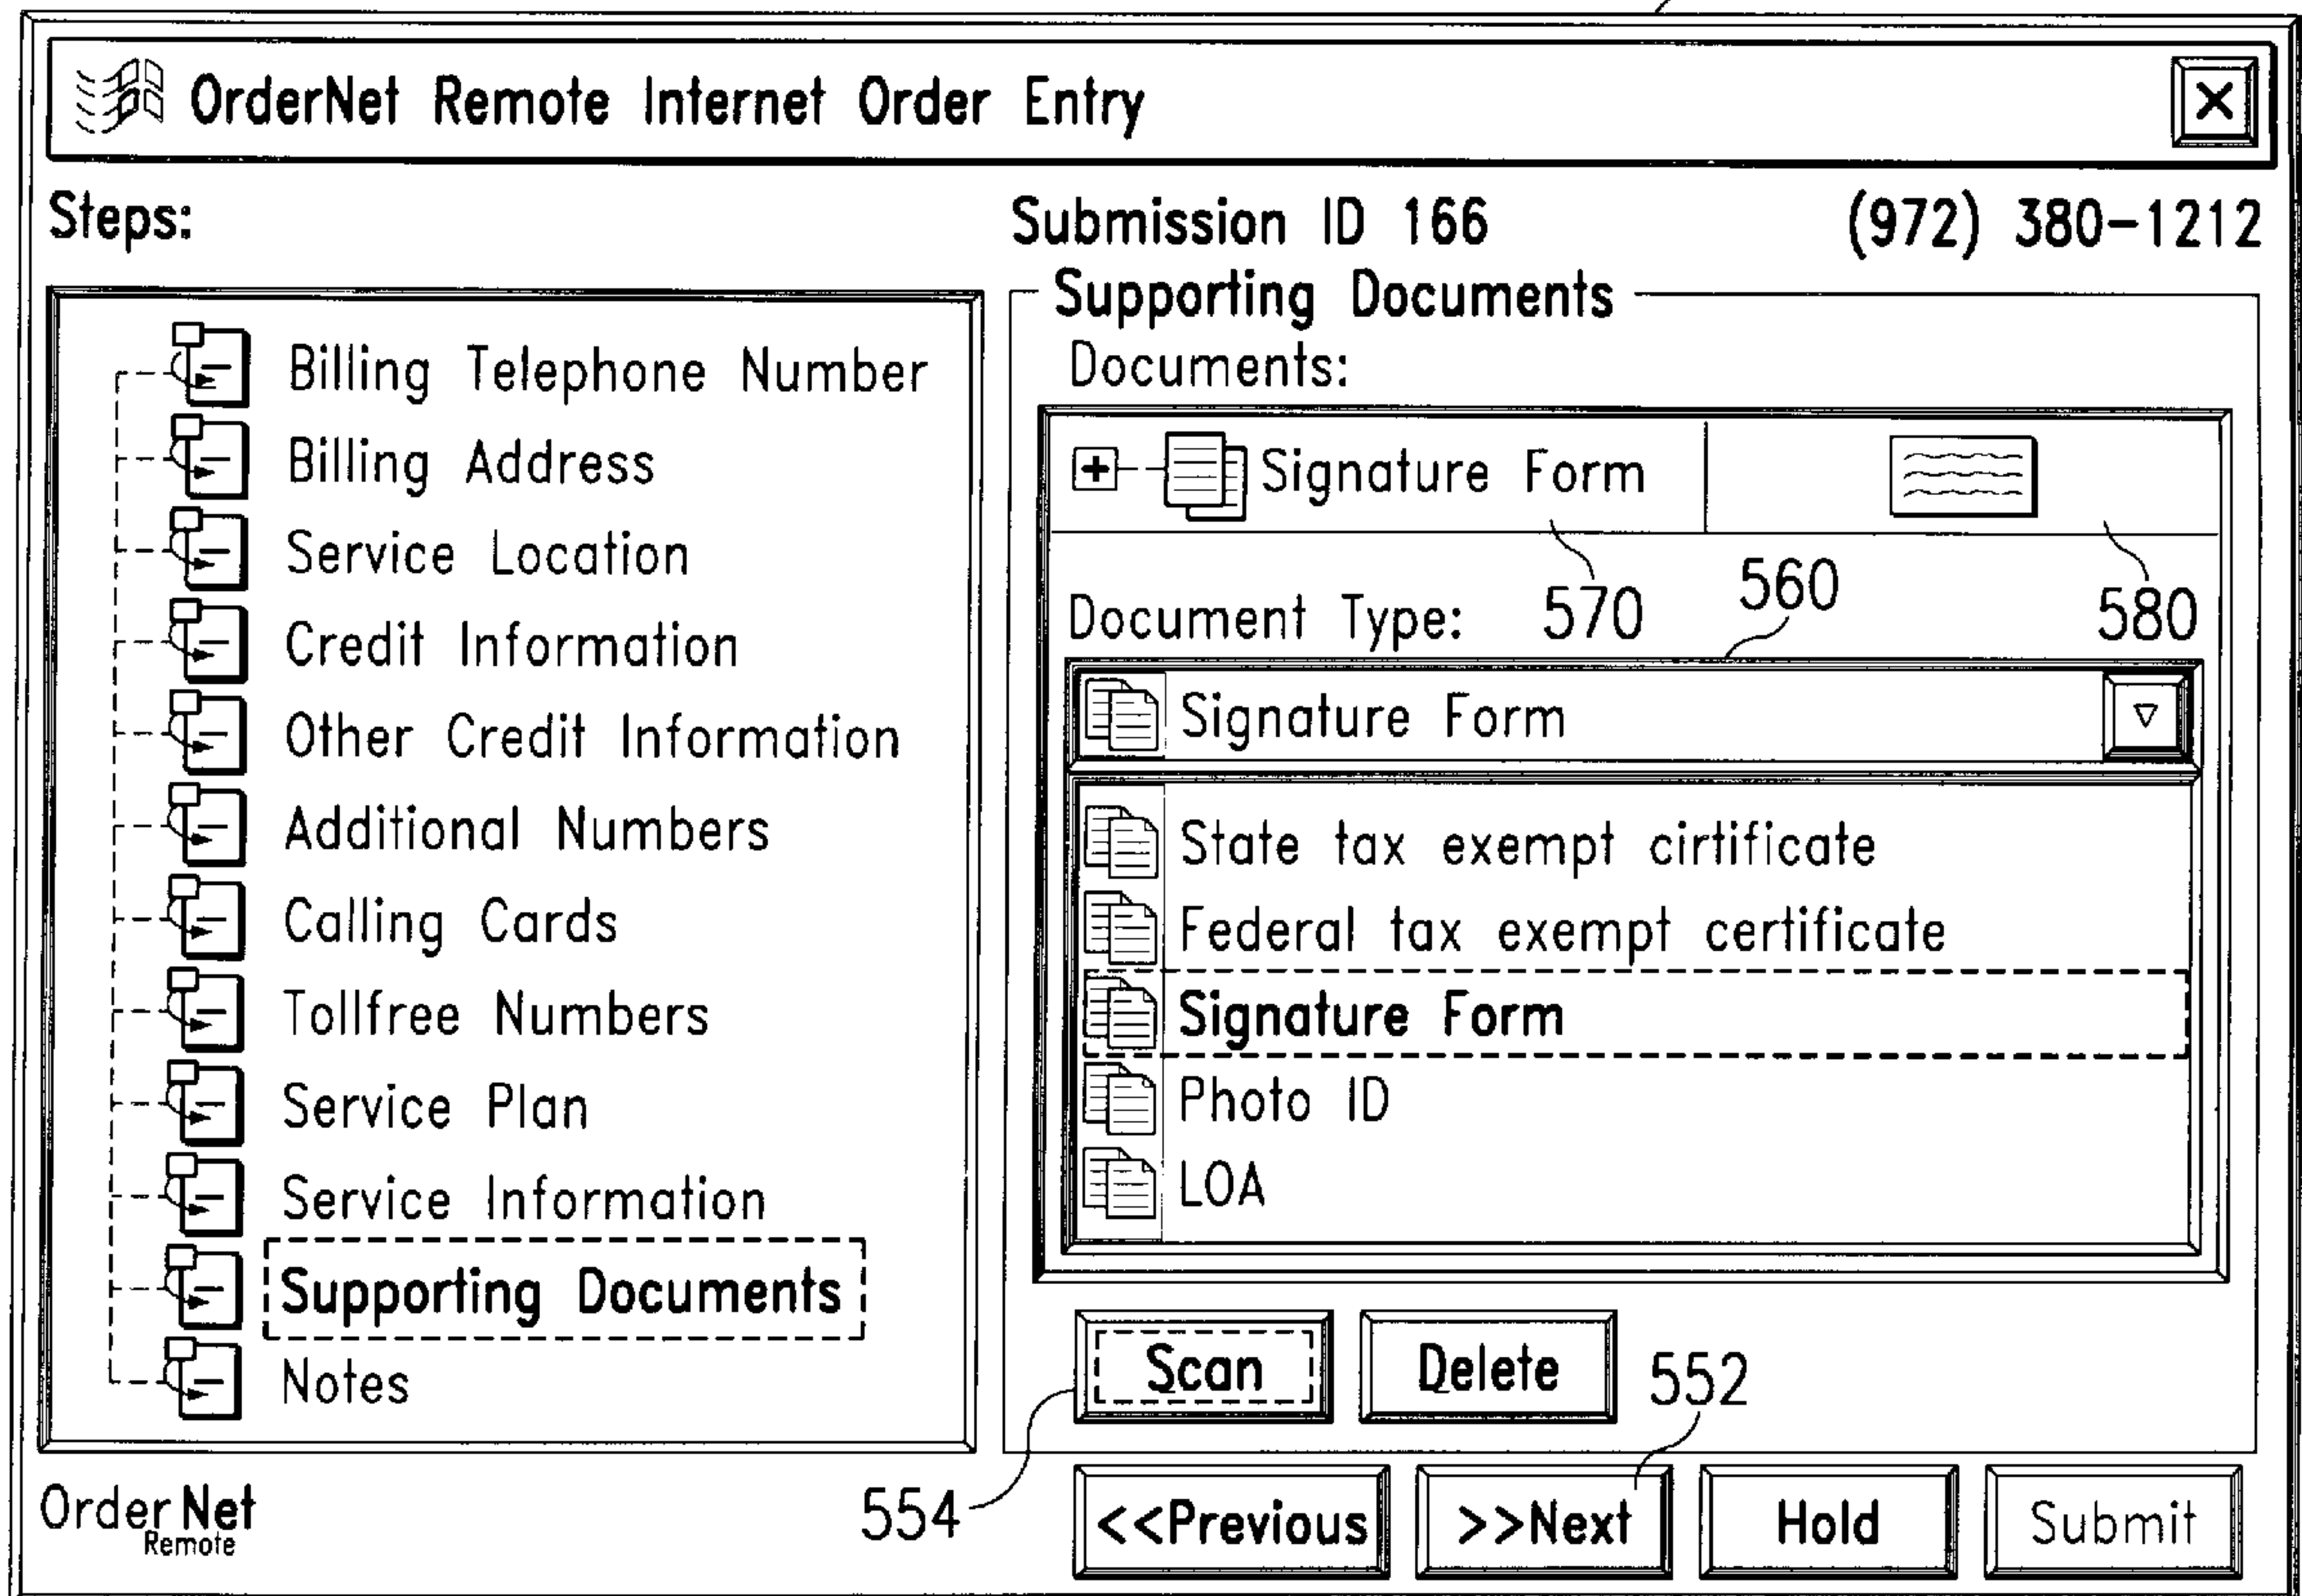 OrderNet Remote Internet Order Entry
Steps:
Submission ID 166
(972) 380-1212
Billing Telephone Number
Billing Address
Service Location
Credit Information
Other Credit Information
Additional Numbers
Calling Cards
Tollfree Numbers
Service Plan
Service Information
Supporting Documents
Notes
Supporting Documents
Documents:
Signature Form
570
560
580
Document Type:
Signature Form
State tax exempt cirtificate
Federal tax exempt certificate
Signature Form
Photo ID
LOA
Scan
Delete
552
554
<<Previous
>>Next
Hold
Submit
Order Net
Remote